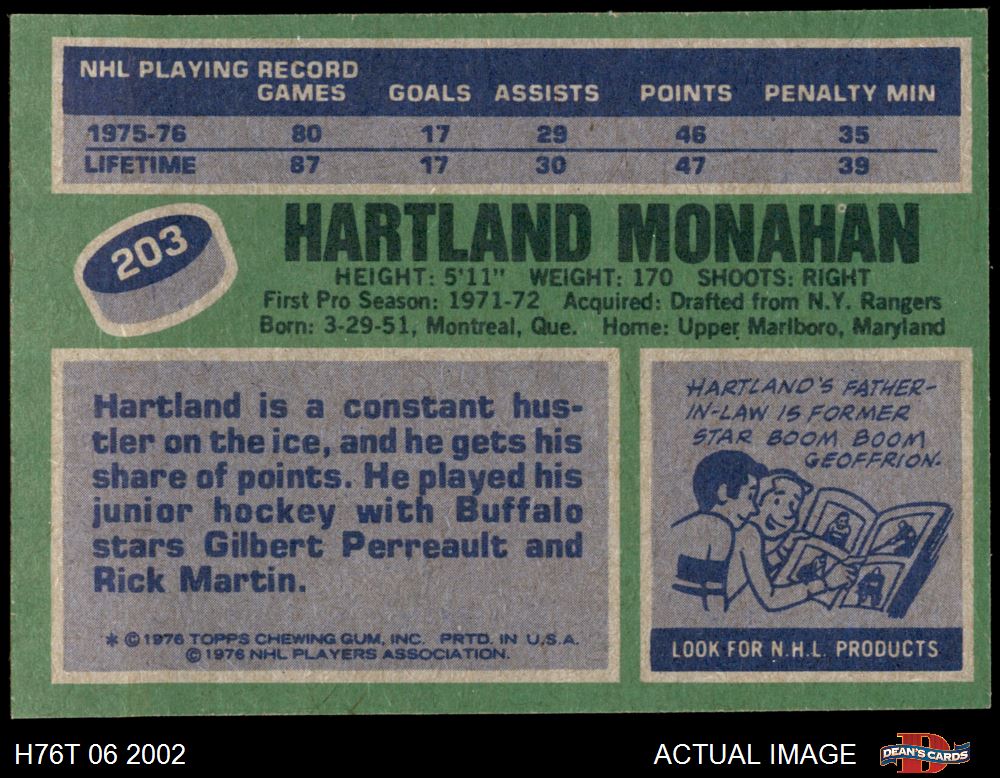 NHL PLAYING RECORD
GAMES GOALS ASSISTS POINTS PENALTY MIN
1975-76 80 17 29 46 35
LIFETIME 87 17 30 47 39
203
HARTLAND MONAHAN
HEIGHT: 5'11" WEIGHT: 170 SHOOTS: RIGHT
First Pro Season: 1971-72 Acquired: Drafted from N.Y. Rangers
Born: 3-29-51, Montreal, Que. Home: Upper Marlboro, Maryland
Hartland is a constant hus-
tler on the ice, and he gets his
share of points. He played his
junior hockey with Buffalo
stars Gilbert Perreault and
Rick Martin.
* © 1976 TOPPS CHEWING GUM, INC. PRTD. IN U.S.A.
© 1976 NHL PLAYERS ASSOCIATION.
HARTLAND'S FATHER-
IN-LAW IS FORMER
STAR BOOM BOOM
GEOFFRION.
LOOK FOR N.H.L. PRODUCTS
H76T 06 2002
ACTUAL IMAGE
DEAN'S CARDS